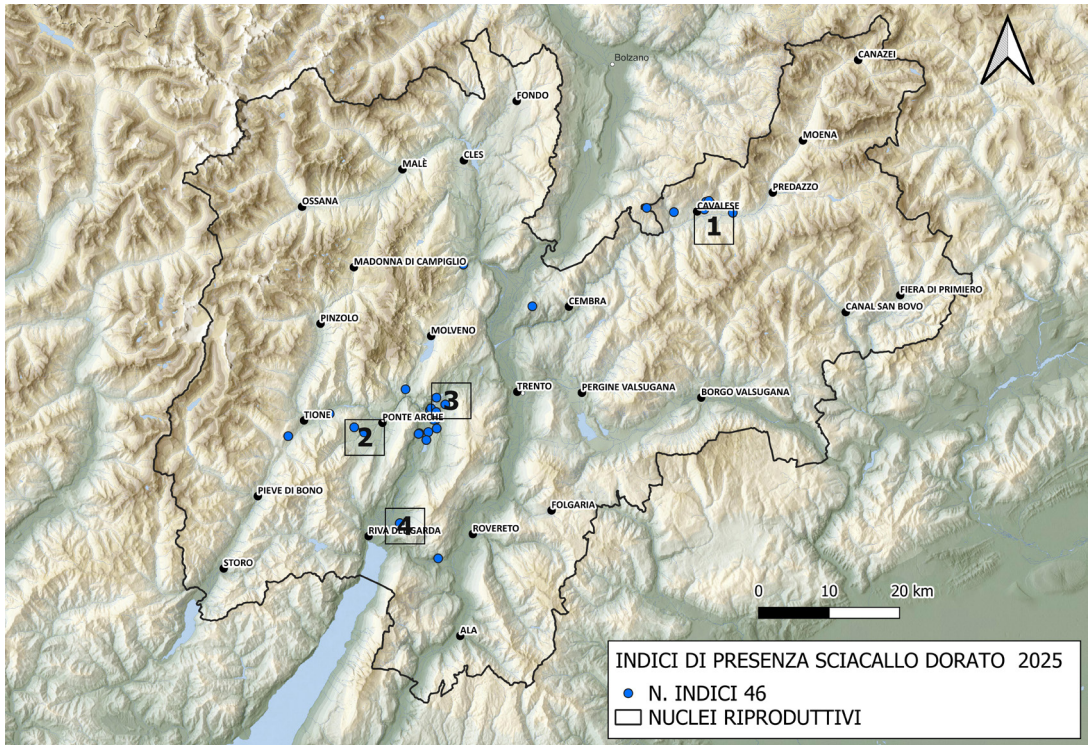 CANAZEI
Bolzano
FONDO
MOENA
CLES
MALÈ
PREDAZZO
OSSANA
CAVALESE
1
MADONNA DI CAMPIGLIO
FIERA DI PRIMIERO
CEMBRA
CANAL SAN BOVO
PINZOLO
MOLVENO
TRENTO
PERGINE VALSUGANA
BORGO VALSUGANA
3
TIONE
PONTE ARCHE
2
PIEVE DI BONO
FOLGARIA
4
RIVA DEL GARDA
ROVERETO
STORO
ALA
0 10 20 km
INDICI DI PRESENZA SCIACALLO DORATO 2025
N. INDICI 46
NUCLEI RIPRODUTTIVI